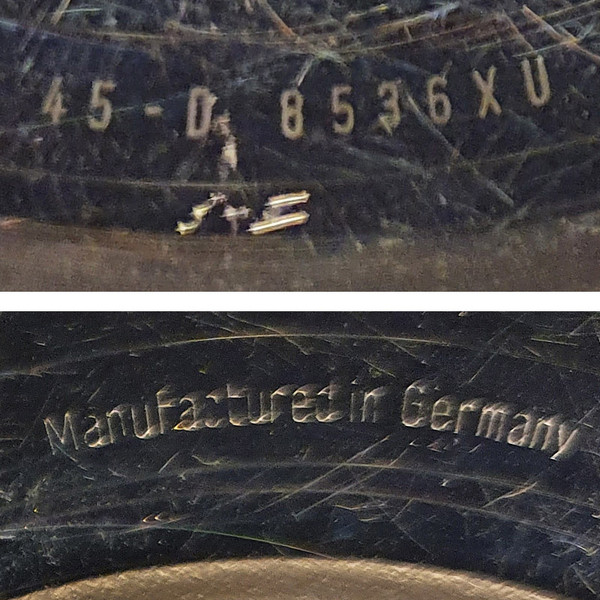 45-D 8536XU
Manufactured in Germany